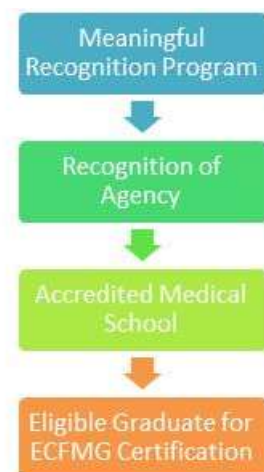 Meaningful
Recognition Program
Recognition of
Agency
Accredited Medical
School
Eligible Graduate for
ECFMG Certification